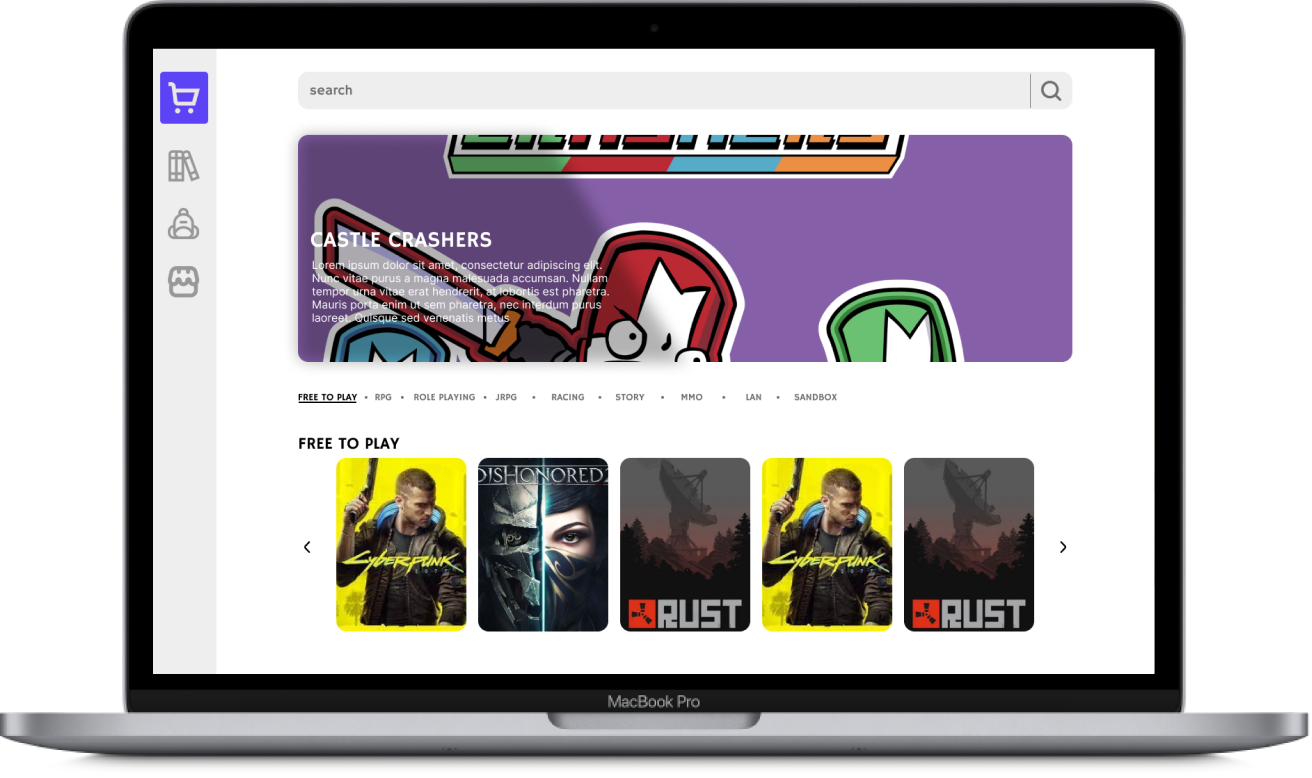 search
CASTLE CRASHERS
Lorem ipsum dolor sit amet, consectetur adipiscing elit.
Nunc vitae purus a magna malesuada accumsan. Nullam
tempor urna vitae erat hendrerit, at lobortis est pharetra.
Mauris porta enim ut sem pharetra, nec interdum purus
laoreet. Quisque sed venenatis metus
FREE TO PLAY • RPG • ROLE PLAYING • JRPG • RACING • STORY • MMO • LAN • SANDBOX
FREE TO PLAY
DISHONORED2
Cyberpunk
2077
Cyberpunk
2077
RUST
RUST
MacBook Pro